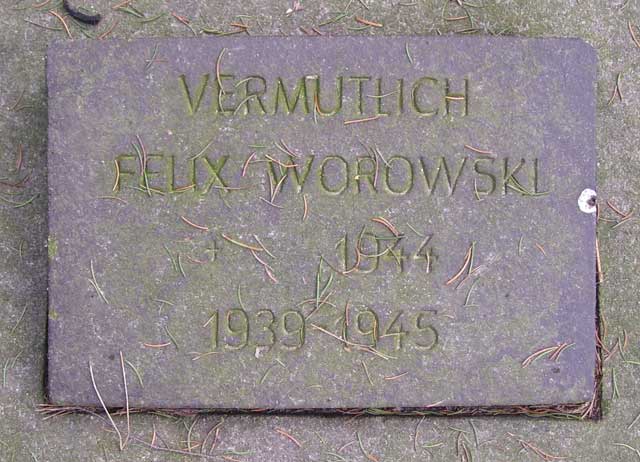 VERMUTLICH
FELIX WOROWSKI
+ 1944
1939 1945